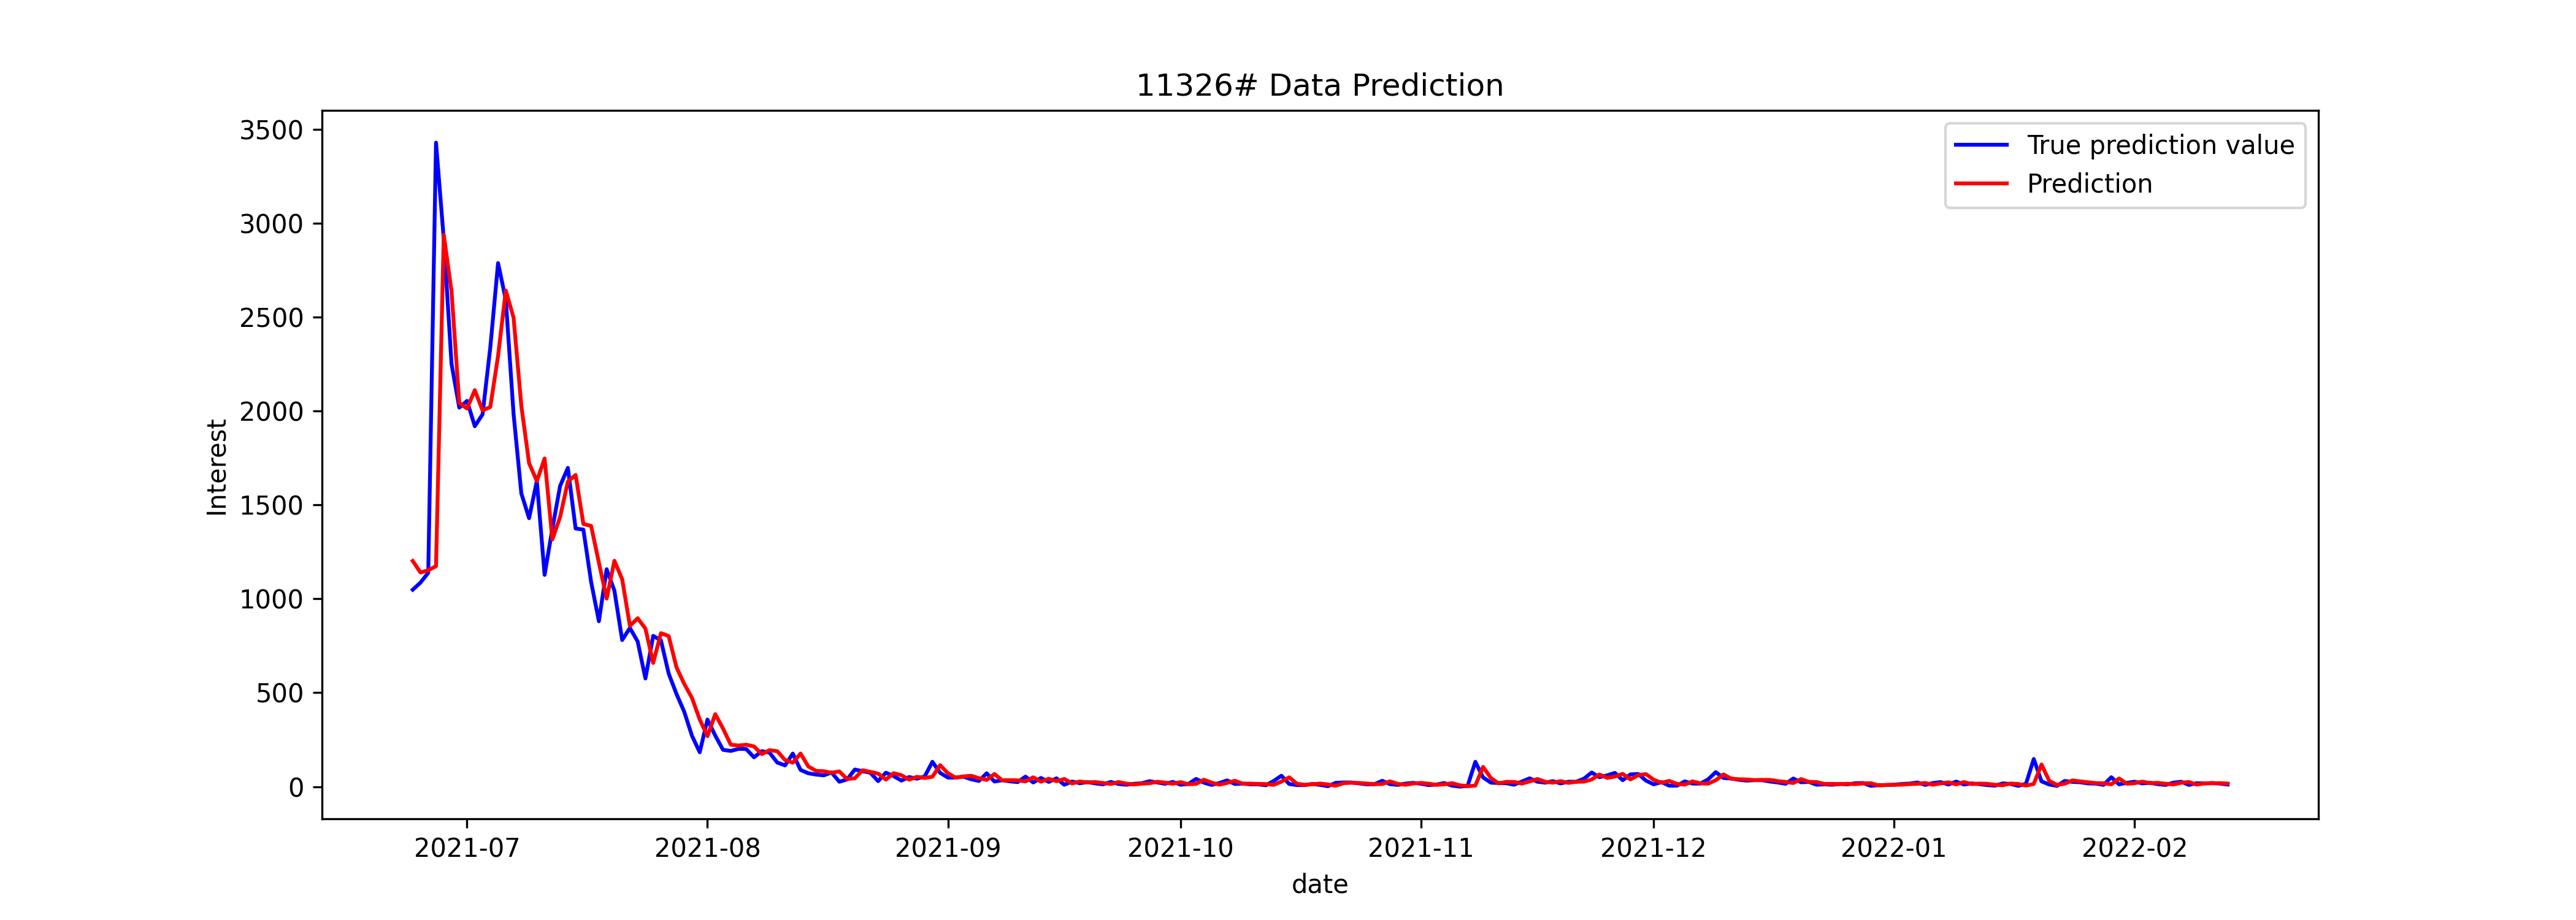 11326# Data Prediction
True prediction value
Prediction
Interest
3500
3000
2500
2000
1500
1000
500
0
2021-07 2021-08 2021-09 2021-10 2021-11 2021-12 2022-01 2022-02
date